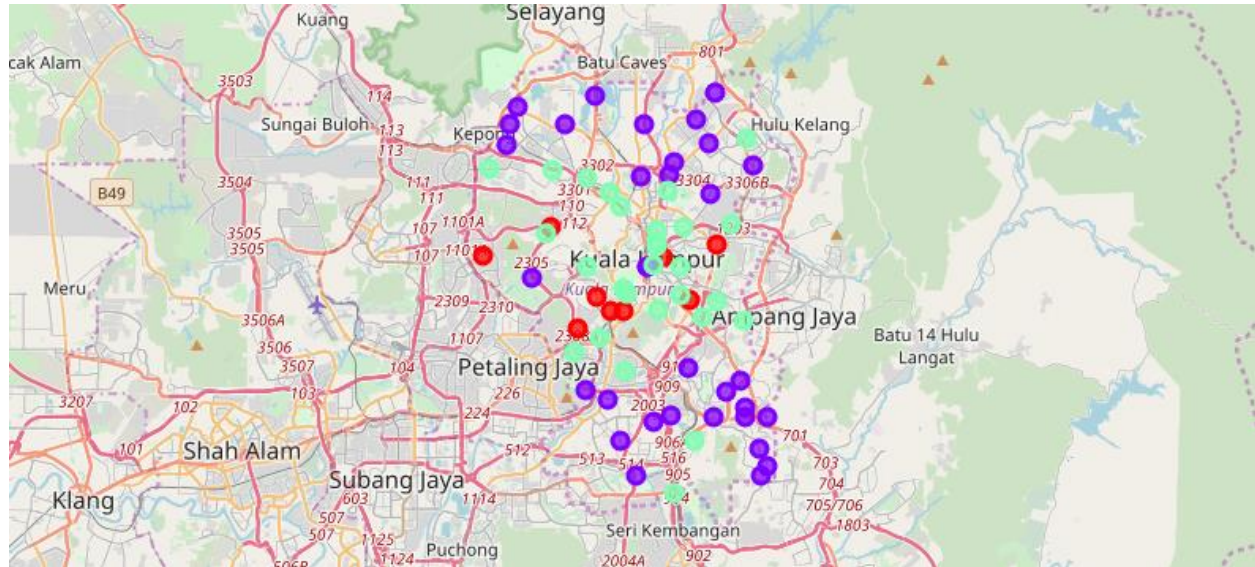 Selayang
Kuang
801
cak Alam
Batu Caves
3503
114
Sungai Buloh
113
Kepong
Hulu Kelang
113
3302
3504
111
3304
3306B
B49
111
3301
110
1101A
112
3505
107
1203
3505
107
Kuala Lumpur
2305
Meru
2309
2310
3506A
Ampang Jaya
3506
1107
Batu 14 Hulu
Langat
3507
104
Petaling Jaya
103
909
3207
102
226
2003
224
101
701
Shah Alam
512
906
513
514
516
703
Subang Jaya
905
704
Klang
603
1114
705/706
507
Seri Kembangan
1803
507
1125
Puchong
902
1124
2004A